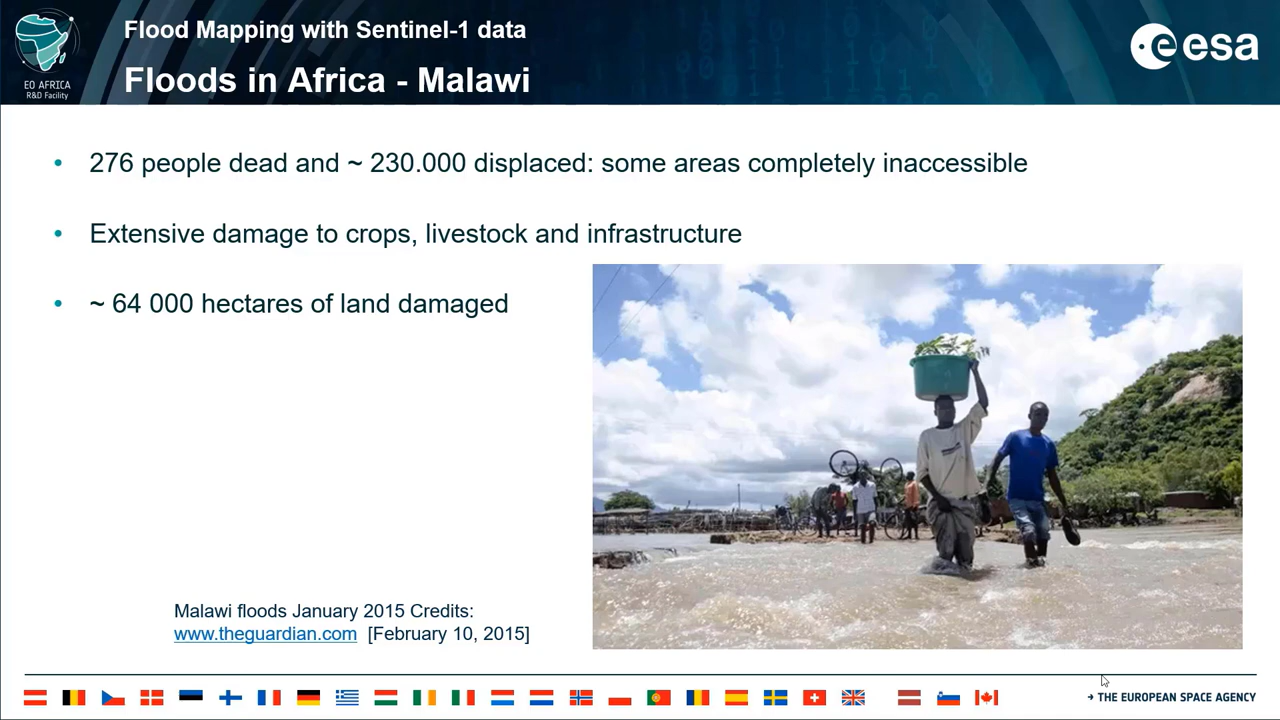 Flood Mapping with Sentinel-1 data
Floods in Africa - Malawi
EO AFRICA
R&D Facility
esa
• 276 people dead and ~ 230.000 displaced: some areas completely inaccessible
• Extensive damage to crops, livestock and infrastructure
• ~ 64 000 hectares of land damaged
Malawi floods January 2015 Credits:
www.theguardian.com [February 10, 2015]
→ THE EUROPEAN SPACE AGENCY